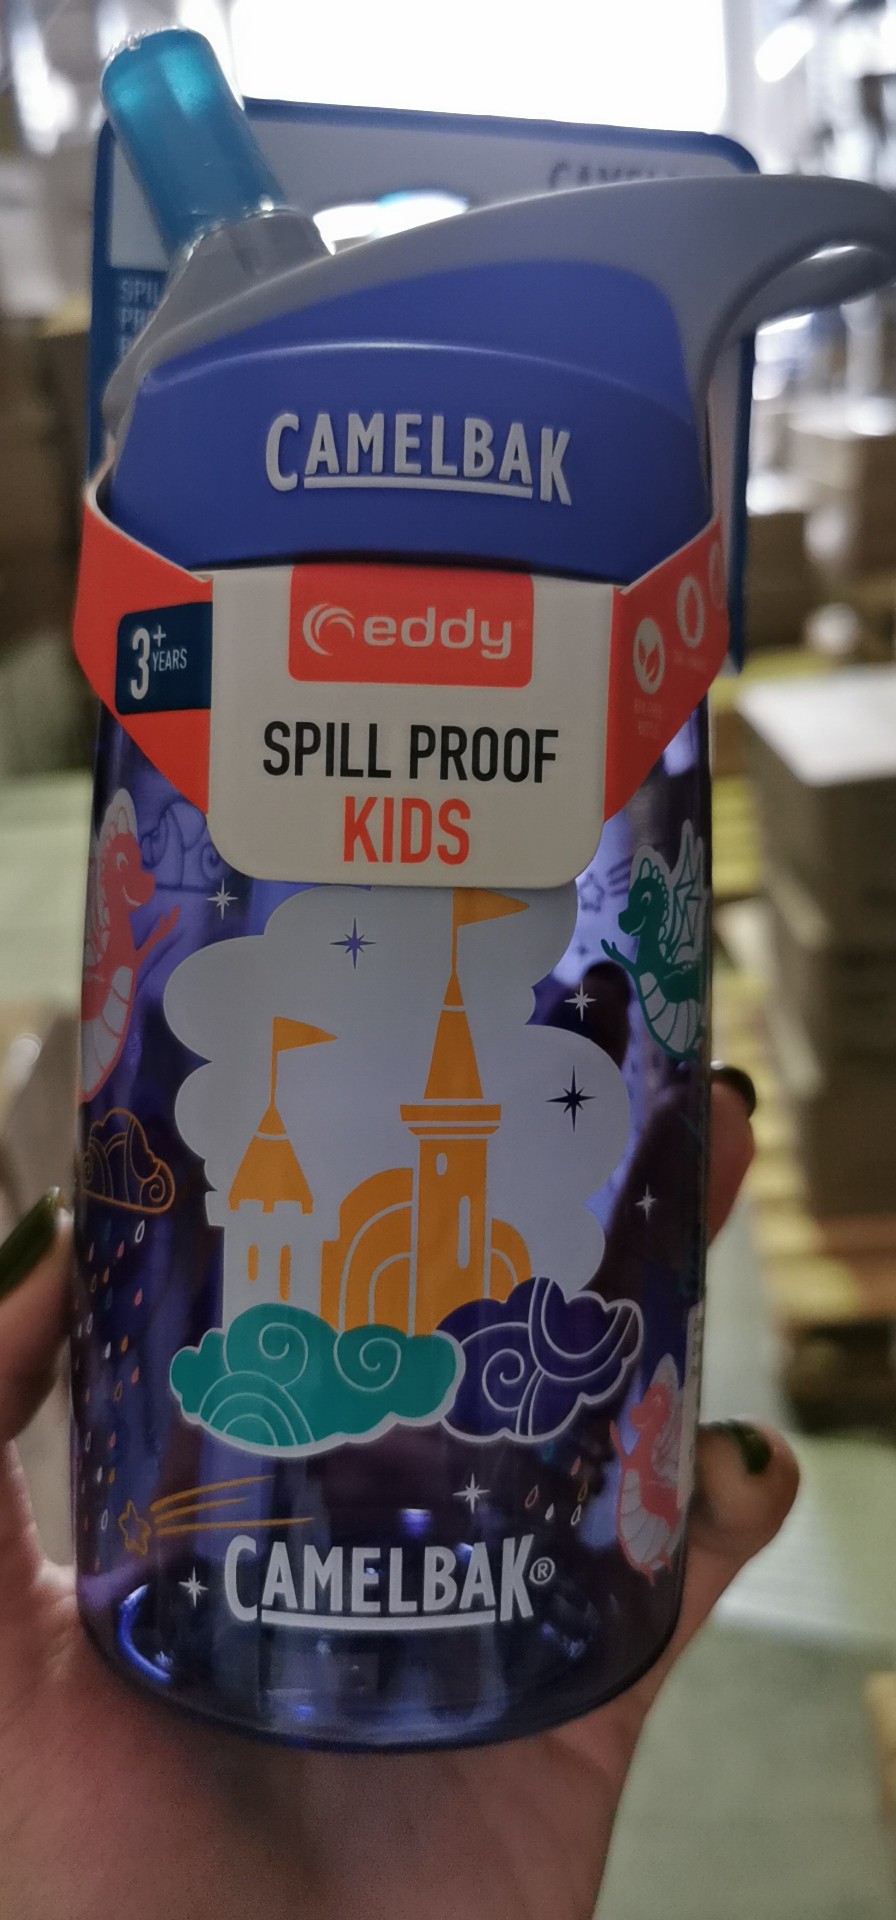 CAMELBAK
eddy
3+
YEARS
SPILL PROOF
KIDS
CAMELBAK®